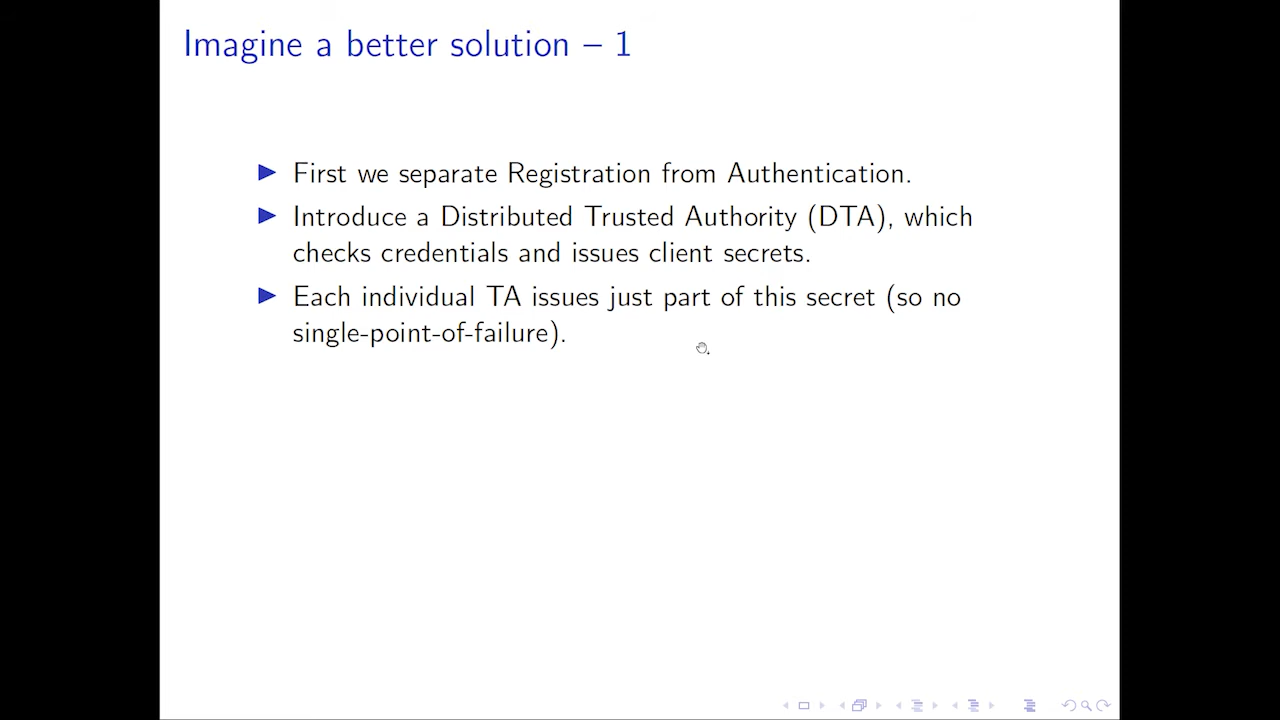 Imagine a better solution – 1
▶ First we separate Registration from Authentication.
▶ Introduce a Distributed Trusted Authority (DTA), which
checks credentials and issues client secrets.
▶ Each individual TA issues just part of this secret (so no
single-point-of-failure).